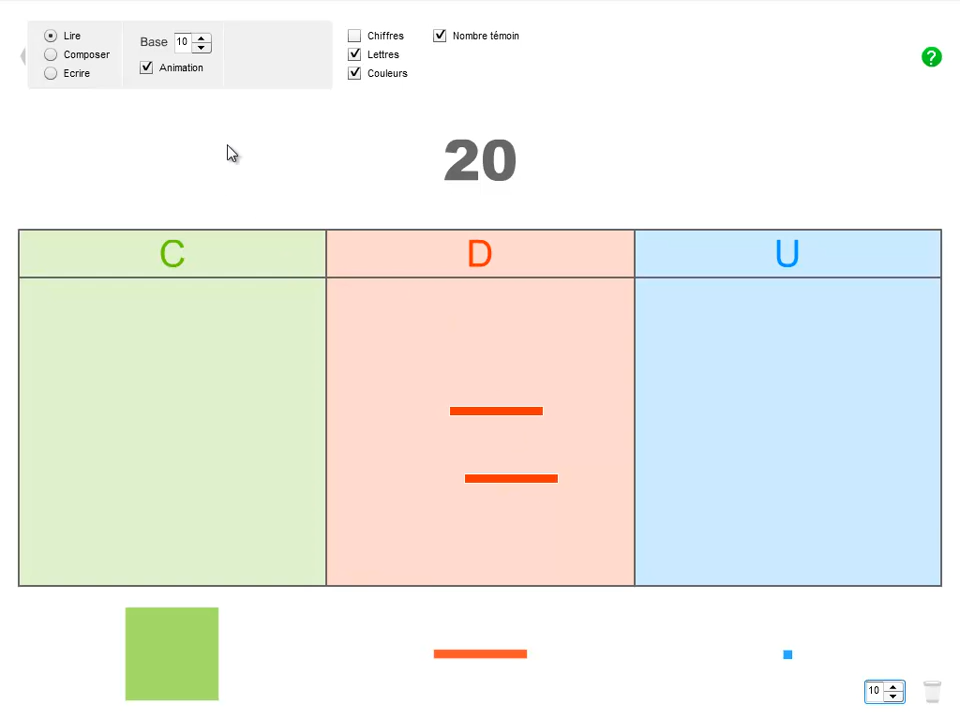 Lire
Composer
Ecrire
Base 10
Animation
Chiffres
Lettres
Couleurs
Nombre témoin
?
20
C D U
10